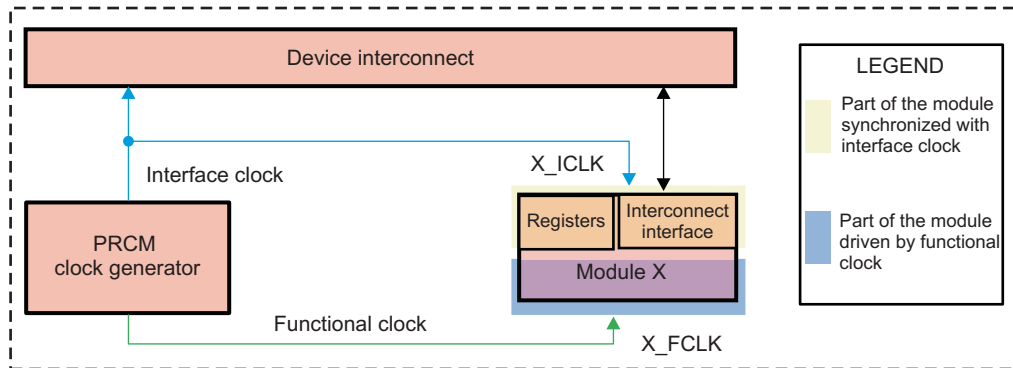 Device interconnect
LEGEND
Part of the module
synchronized with
interface clock
X_ICLK
Interface clock
Registers
Interconnect
interface
PRCM
clock generator
Module X
Part of the module
driven by functional
clock
Functional clock
X_FCLK